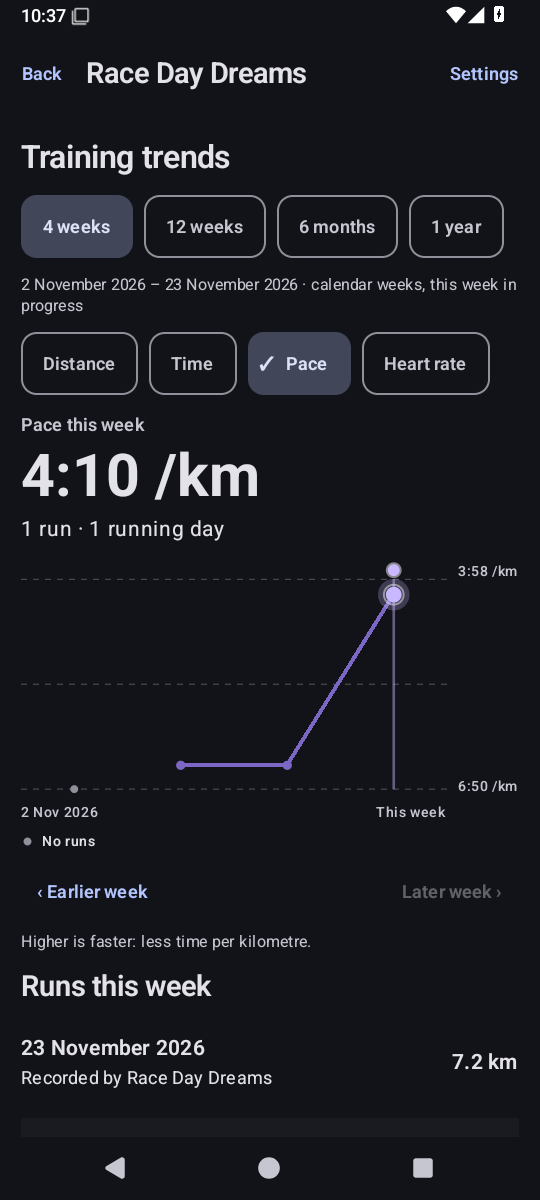 10:37
Back Race Day Dreams Settings
Training trends
4 weeks 12 weeks 6 months 1 year
2 November 2026 – 23 November 2026 · calendar weeks, this week in
progress
Distance Time ✓ Pace Heart rate
Pace this week
4:10 /km
1 run · 1 running day
3:58 /km
6:50 /km
2 Nov 2026 This week
No runs
‹ Earlier week Later week ›
Higher is faster: less time per kilometre.
Runs this week
23 November 2026
7.2 km
Recorded by Race Day Dreams